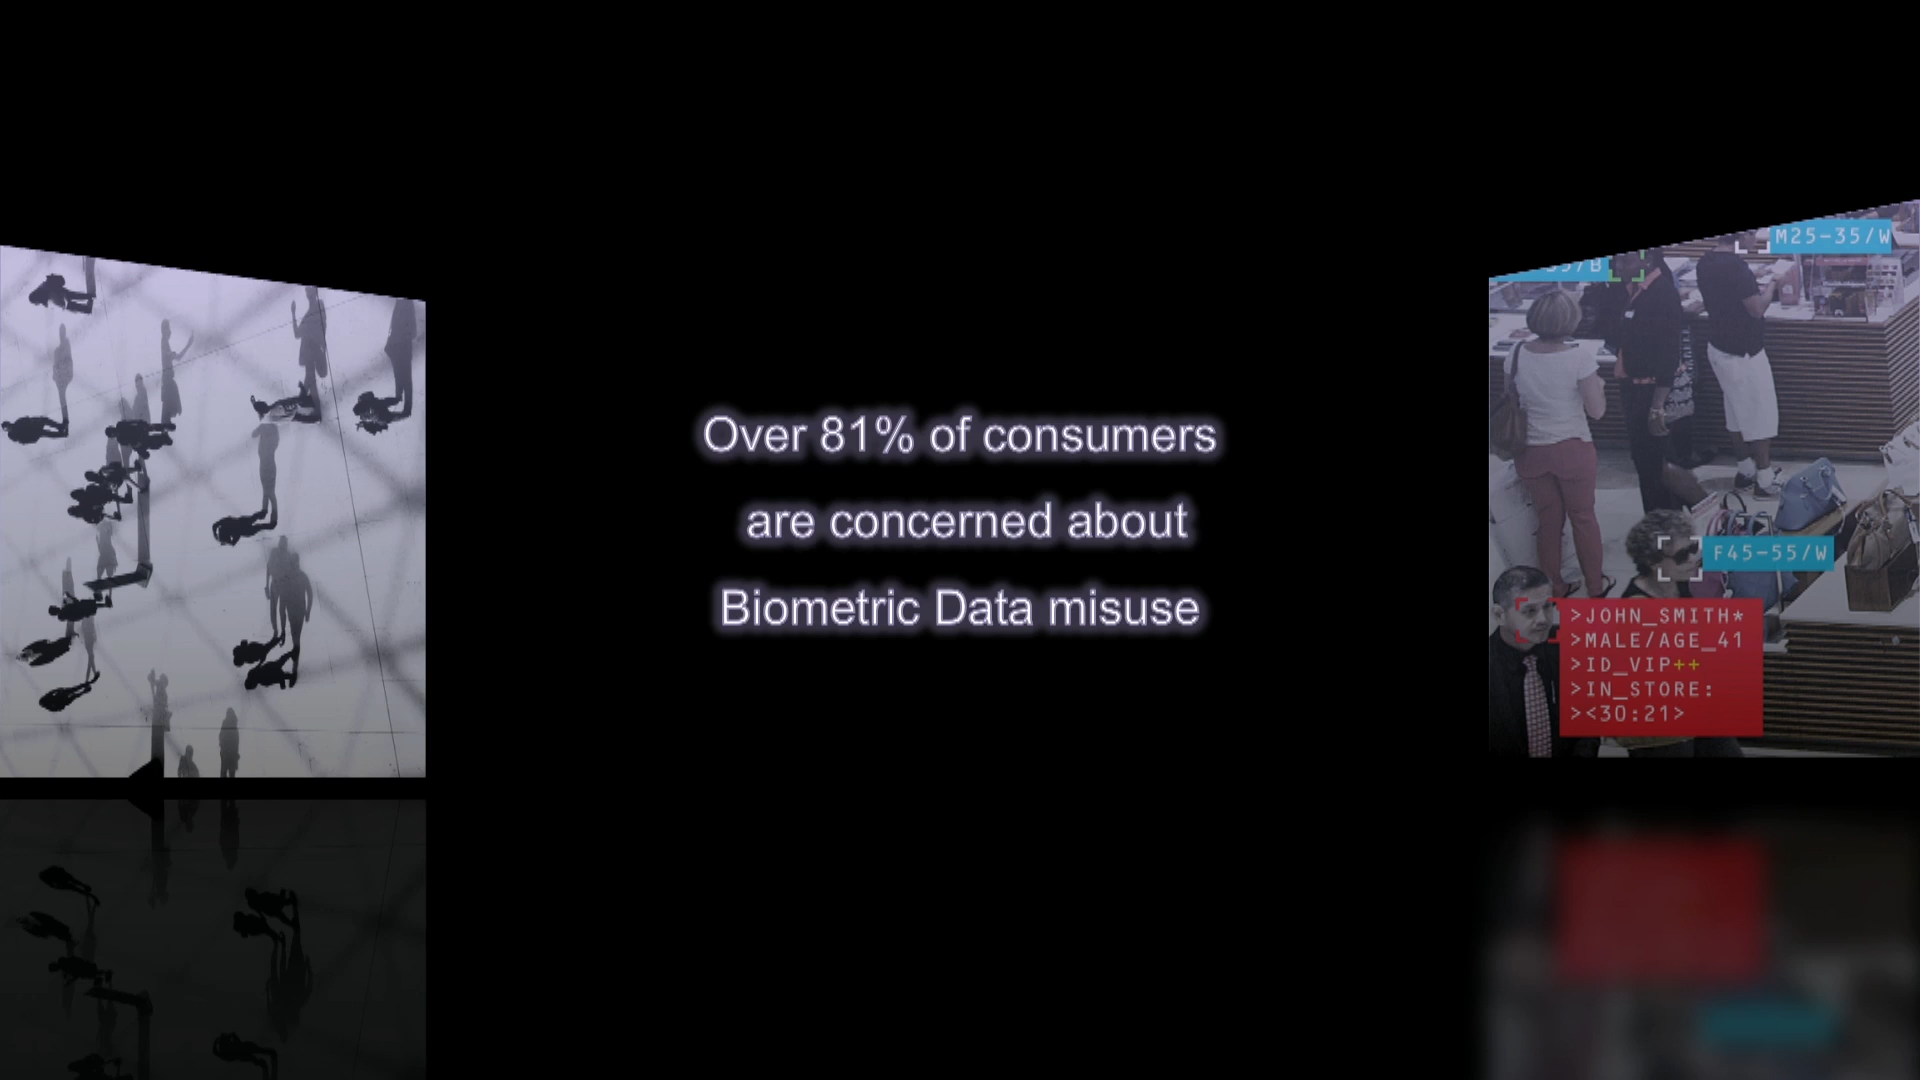 Over 81% of consumers
are concerned about
Biometric Data misuse
M25-35/W
F45-55/W
>JOHN_SMITH*
>MALE/AGE_41
>ID_VIP++
>IN_STORE:
><30:21>